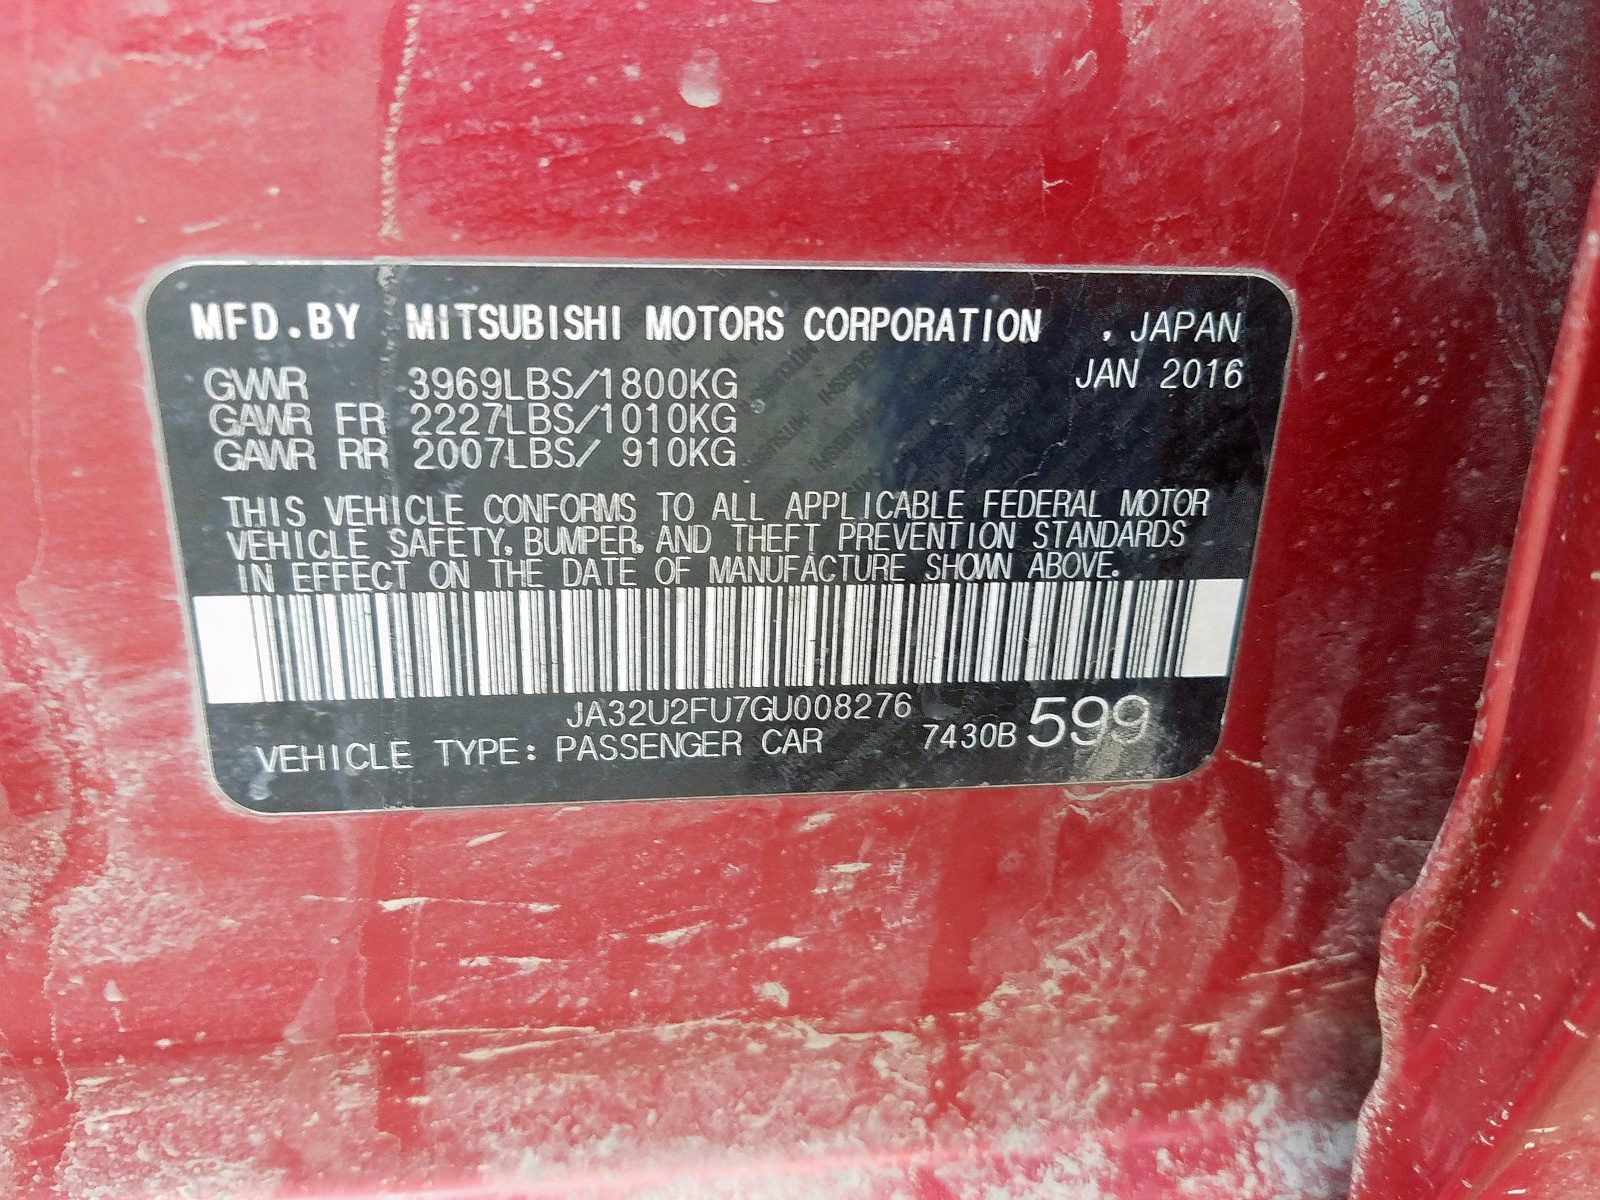 MFD.BY MITSUBISHI MOTORS CORPORATION , JAPAN
JAN 2016
GVWR 3969LBS/1800KG
GAWR FR 2227LBS/1010KG
GAWR RR 2007LBS/ 910KG
THIS VEHICLE CONFORMS TO ALL APPLICABLE FEDERAL MOTOR
VEHICLE SAFETY, BUMPER, AND THEFT PREVENTION STANDARDS
IN EFFECT ON THE DATE OF MANUFACTURE SHOWN ABOVE.
JA32U2FU7GU008276
VEHICLE TYPE: PASSENGER CAR 7430B 599